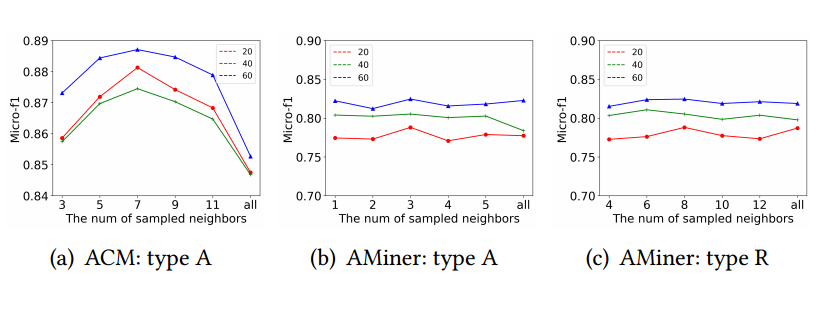 0.89
0.88
0.87
0.86
0.85
0.84
Micro-f1
20
40
60
3 5 7 9 11 all
The num of sampled neighbors
(a) ACM: type A
0.90
0.85
0.80
0.75
0.70
Micro-f1
20
40
60
1 2 3 4 5 all
The num of sampled neighbors
(b) AMiner: type A
0.90
0.85
0.80
0.75
0.70
Micro-f1
20
40
60
4 6 8 10 12 all
The num of sampled neighbors
(c) AMiner: type R